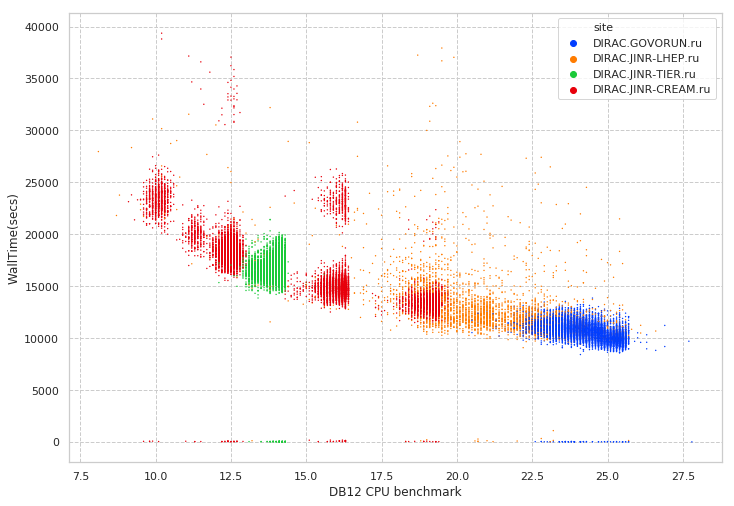 site
DIRAC.GOVORUN.ru
DIRAC.JINR-LHEP.ru
DIRAC.JINR-TIER.ru
DIRAC.JINR-CREAM.ru
WallTime(secs)
40000
35000
30000
25000
20000
15000
10000
5000
0
7.5 10.0 12.5 15.0 17.5 20.0 22.5 25.0 27.5
DB12 CPU benchmark